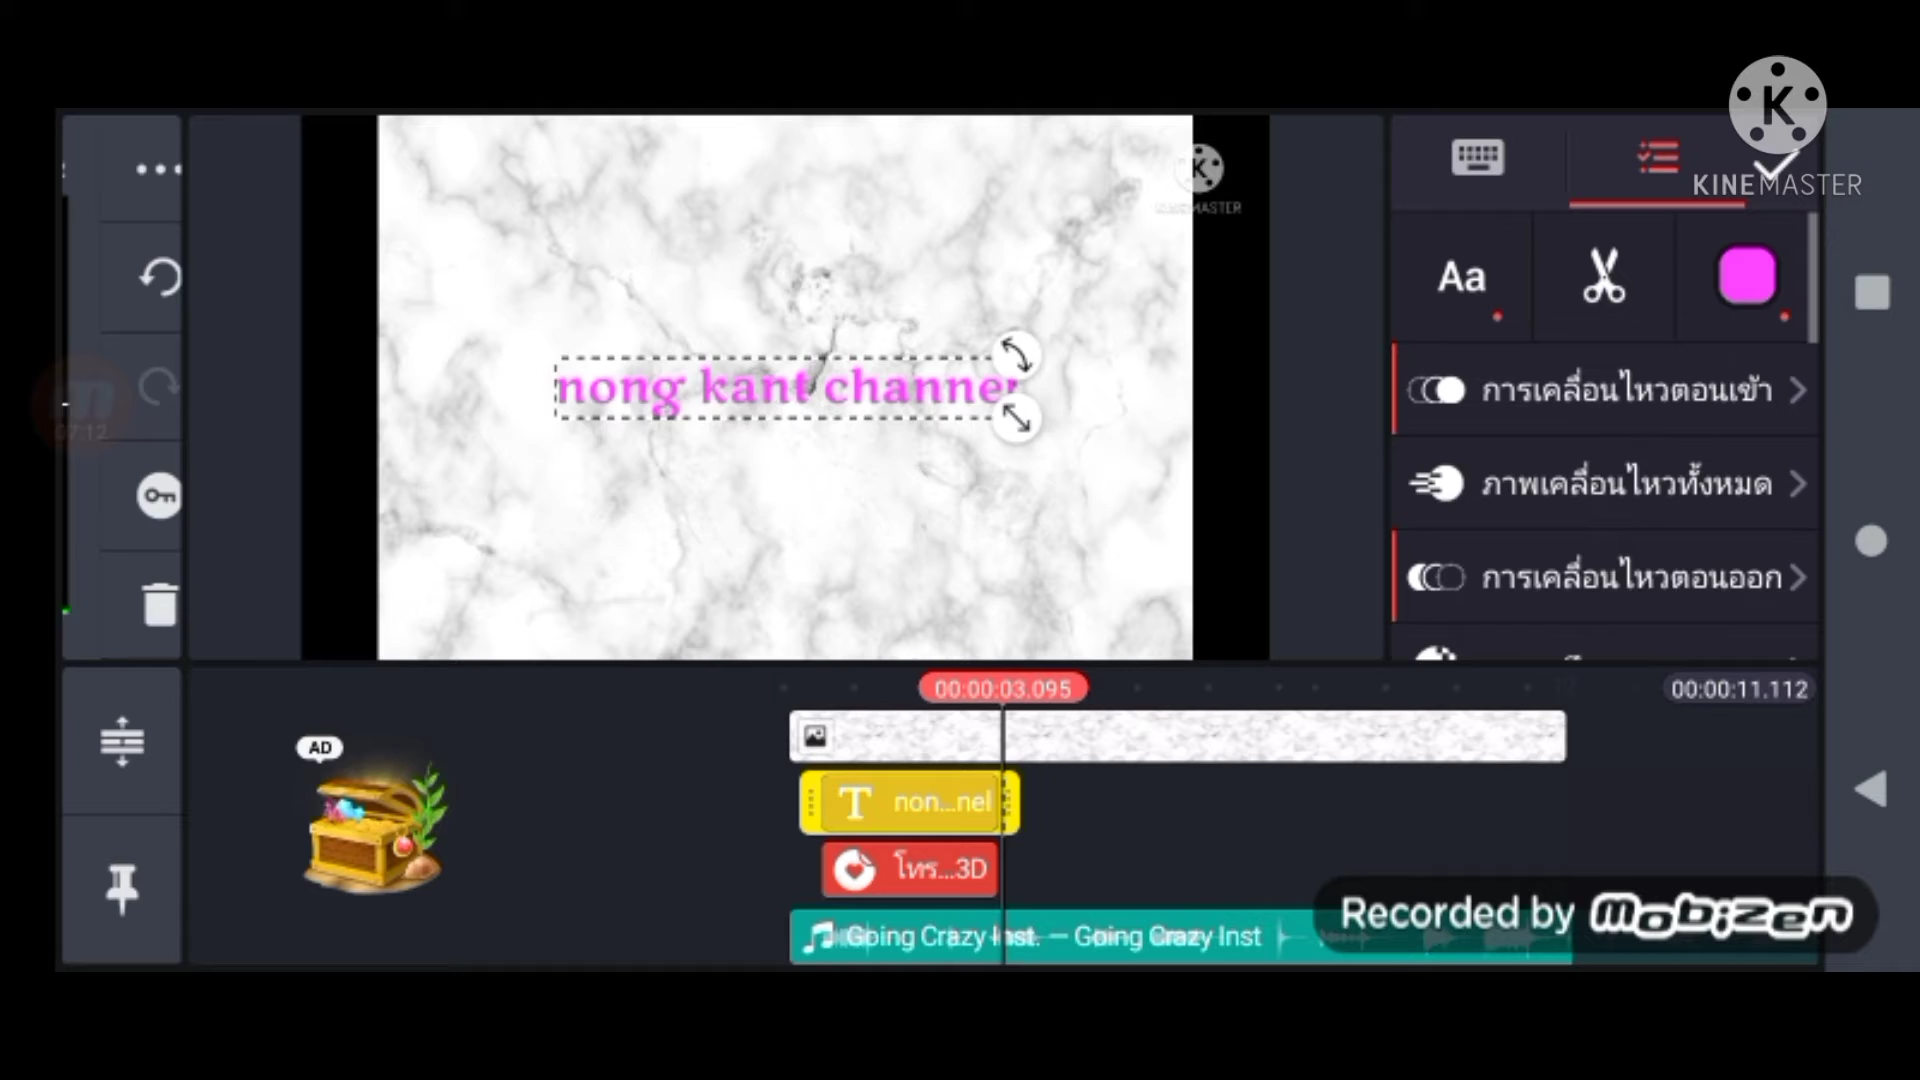 KINEMASTER
nong kant channel
Aa
การเคลื่อนไหวตอนเข้า
ภาพเคลื่อนไหวทั้งหมด
การเคลื่อนไหวตอนออก
07:12
00:00:03.095
00:00:11.112
AD
T non...nel
โทร...3D
Going Crazy Inst. — Going Crazy Inst
Recorded by Mobizen